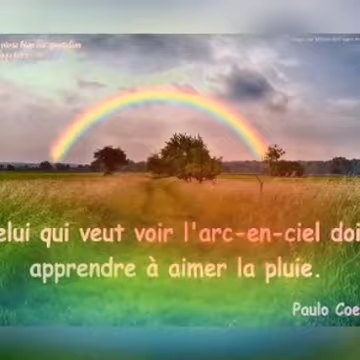 elui qui veut voir l'arc-en-ciel doi
apprendre à aimer la pluie.
Paulo Coe